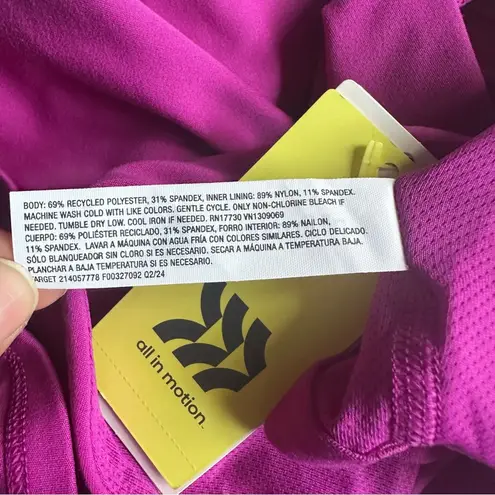 BODY: 69% RECYCLED POLYESTER, 31% SPANDEX, INNER LINING: 89% NYLON, 11% SPANDEX.
MACHINE WASH COLD WITH LIKE COLORS. GENTLE CYCLE. ONLY NON-CHLORINE BLEACH IF
NEEDED. TUMBLE DRY LOW. COOL IRON IF NEEDED. RN17730 VN1309069
CUERPO: 69% POLIÉSTER RECICLADO, 31% SPANDEX, FORRO INTERIOR: 89% NAILON,
11% SPANDEX. LAVAR A MÁQUINA CON AGUA FRÍA CON COLORES SIMILARES. CICLO DELICADO.
SÓLO BLANQUEADOR SIN CLORO SI ES NECESARIO. SECAR A MÁQUINA A TEMPERATURA BAJA.
PLANCHAR A BAJA TEMPERATURA SI ES NECESARIO.
TARGET 214057778 F00327092 02/24
all in motion™